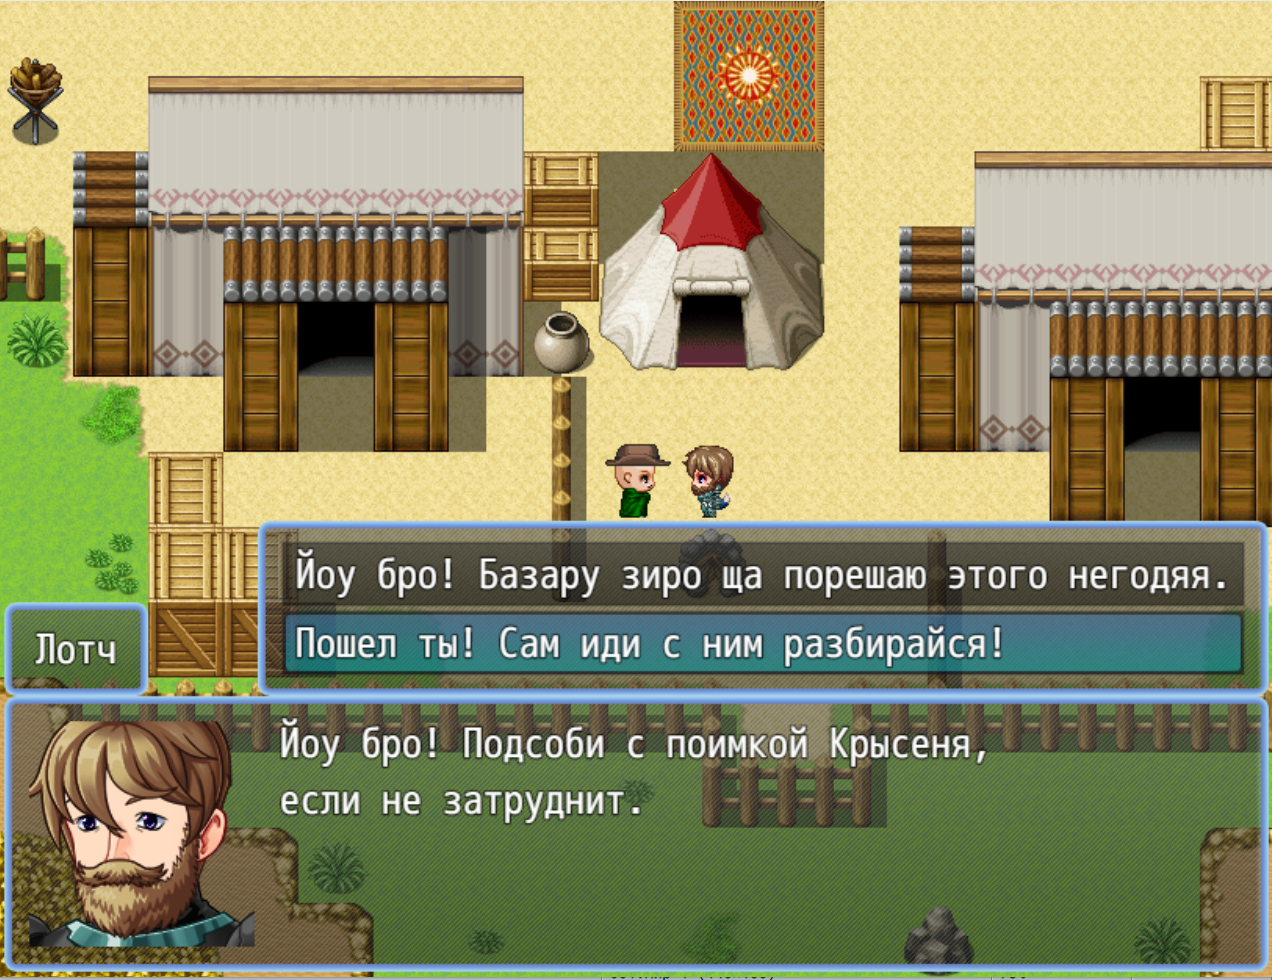 Йоу бро! Базару зиро ща порешаю этого негодяя.
Пошел ты! Сам иди с ним разбирайся!
Лотч
Йоу бро! Подсоби с поимкой Крысеня,
если не затруднит.